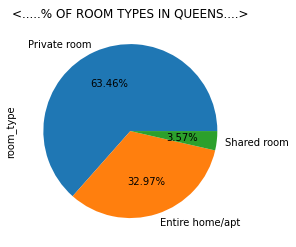 <.....% OF ROOM TYPES IN QUEENS....>
Private room
63.46%
room_type
3.57%
Shared room
32.97%
Entire home/apt